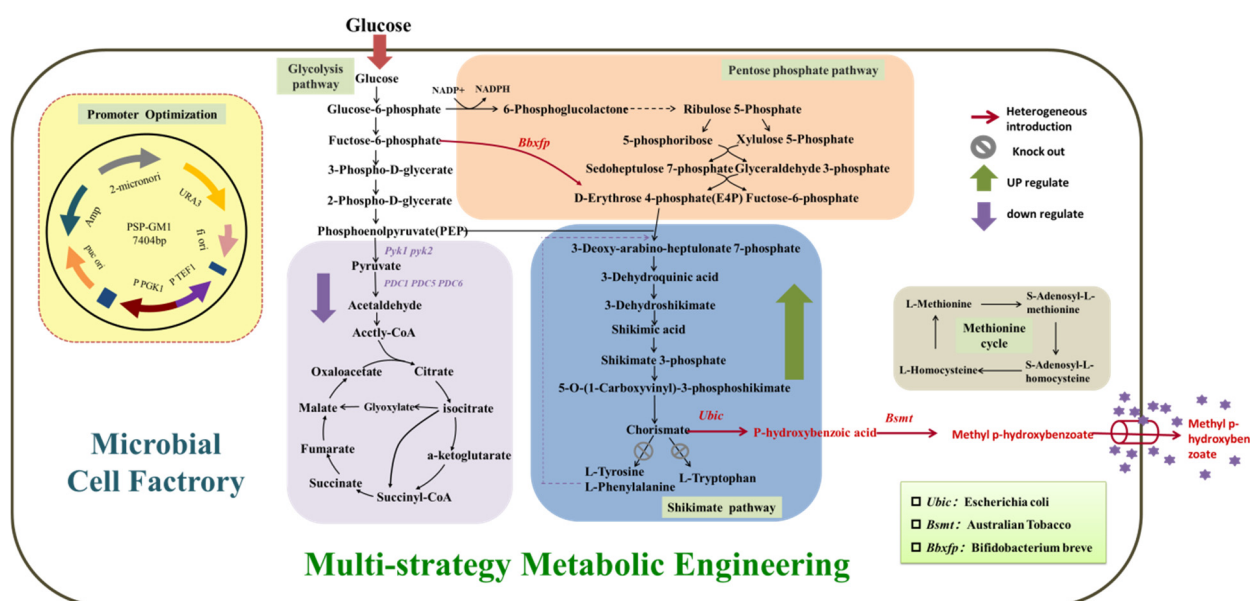 Glucose
Glycolysis
pathway
Glucose
NADP+
NADPH
Pentose phosphate pathway
Glucose-6-phosphate
6-Phosphoglucolactone
Ribulose 5-Phosphate
Fuctose-6-phosphate
Bbxfp
5-phosphoribose
Xylulose 5-Phosphate
3-Phospho-D-glycerate
Sedoheptulose 7-phosphate
Glyceraldehyde 3-phosphate
2-Phospho-D-glycerate
D-Erythrose 4-phosphate(E4P)
Fuctose-6-phosphate
Phosphoenolpyruvate(PEP)
Promoter Optimization
2-micronori
URA3
fi ori
P TEF1
P PGK1
puc ori
Amp
PSP-GM1
7404bp
Pyk1 pyk2
Pyruvate
PDC1 PDC5 PDC6
Acetaldehyde
Acctly-CoA
Oxaloacefate
Citrate
Malate
Glyoxylate
isocitrate
Fumarate
a-ketoglutarate
Succinate
Succinyl-CoA
3-Deoxy-arabino-heptulonate 7-phosphate
3-Dehydroquinic acid
3-Dehydroshikimate
Shikimic acid
Shikimate 3-phosphate
5-O-(1-Carboxyvinyl)-3-phosphoshikimate
Chorismate
Ubic
P-hydroxybenzoic acid
Bsmt
Methyl p-hydroxybenzoate
Methyl p-
hydroxyben
zoate
L-Tyrosine
L-Phenylalanine
L-Tryptophan
Shikimate pathway
Heterogeneous
introduction
Knock out
UP regulate
down regulate
L-Methionine
S-Adenosyl-L-
methionine
Methionine
cycle
L-Homocysteine
S-Adenosyl-L-
homocysteine
Ubic： Escherichia coli
Bsmt： Australian Tobacco
Bbxfp： Bifidobacterium breve
Microbial
Cell Factrory
Multi-strategy Metabolic Engineering